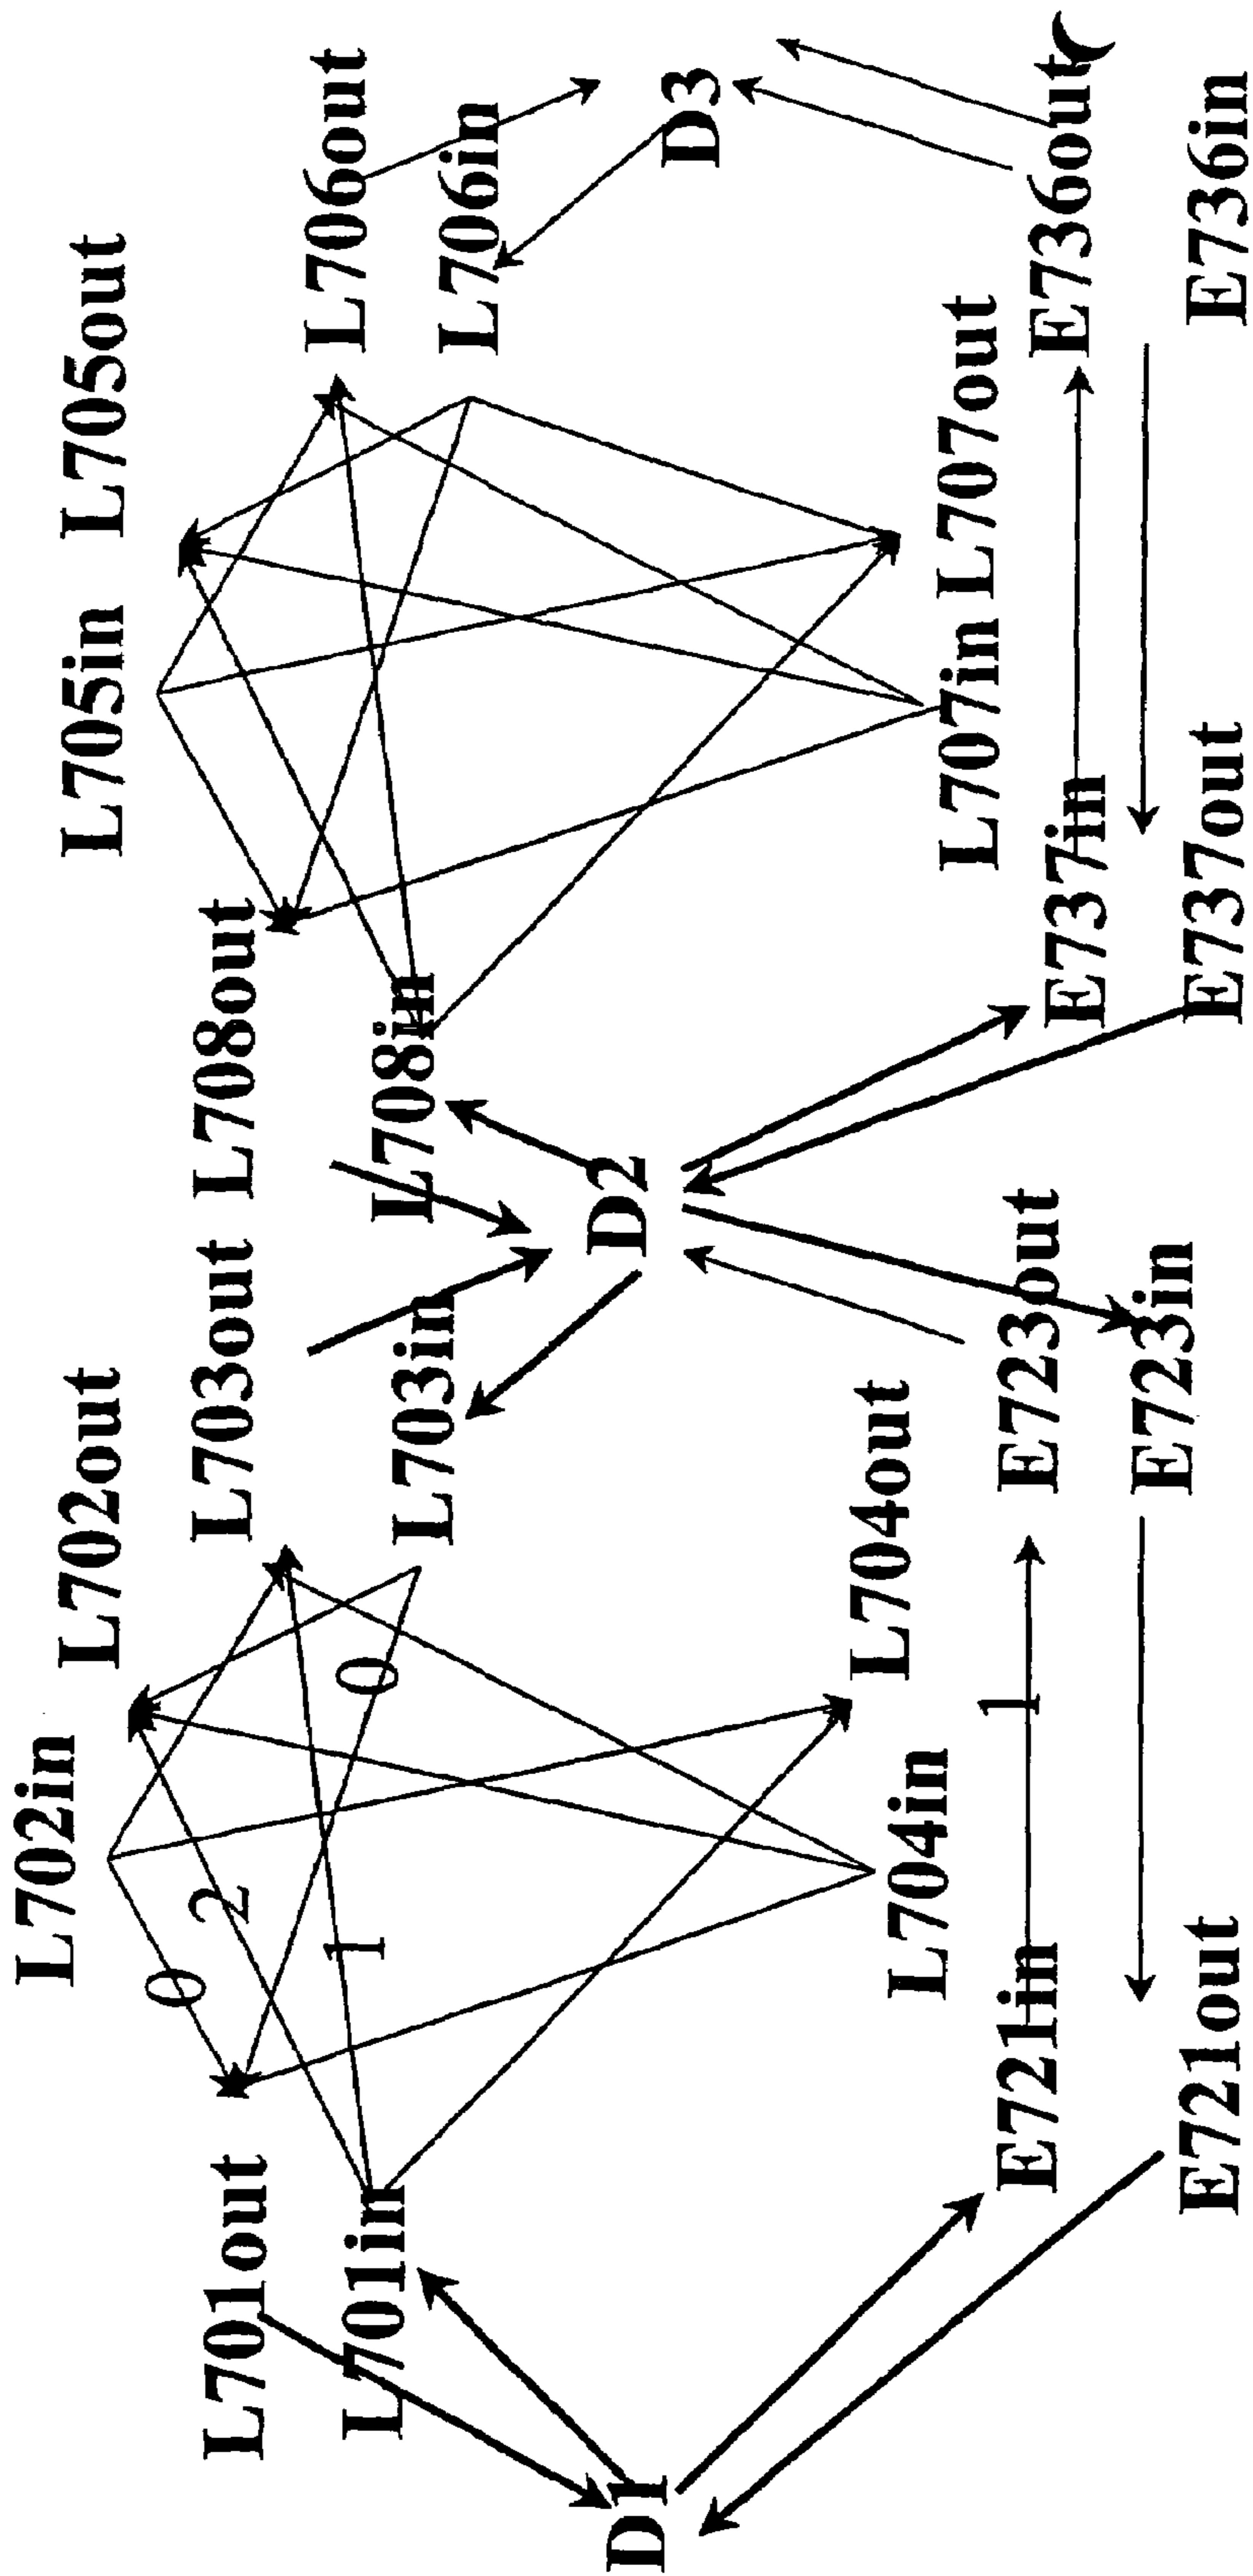 L702in
L702out
L705in
L705out
L701out
L703out
L708out
L706out
L701in
L703in
L708in
L706in
0
2
1
0
D1
D2
D3
L704in
L704out
L707in
L707out
E721in
1
E723out
E737in
E736out
E721out
E723in
E737out
E736in